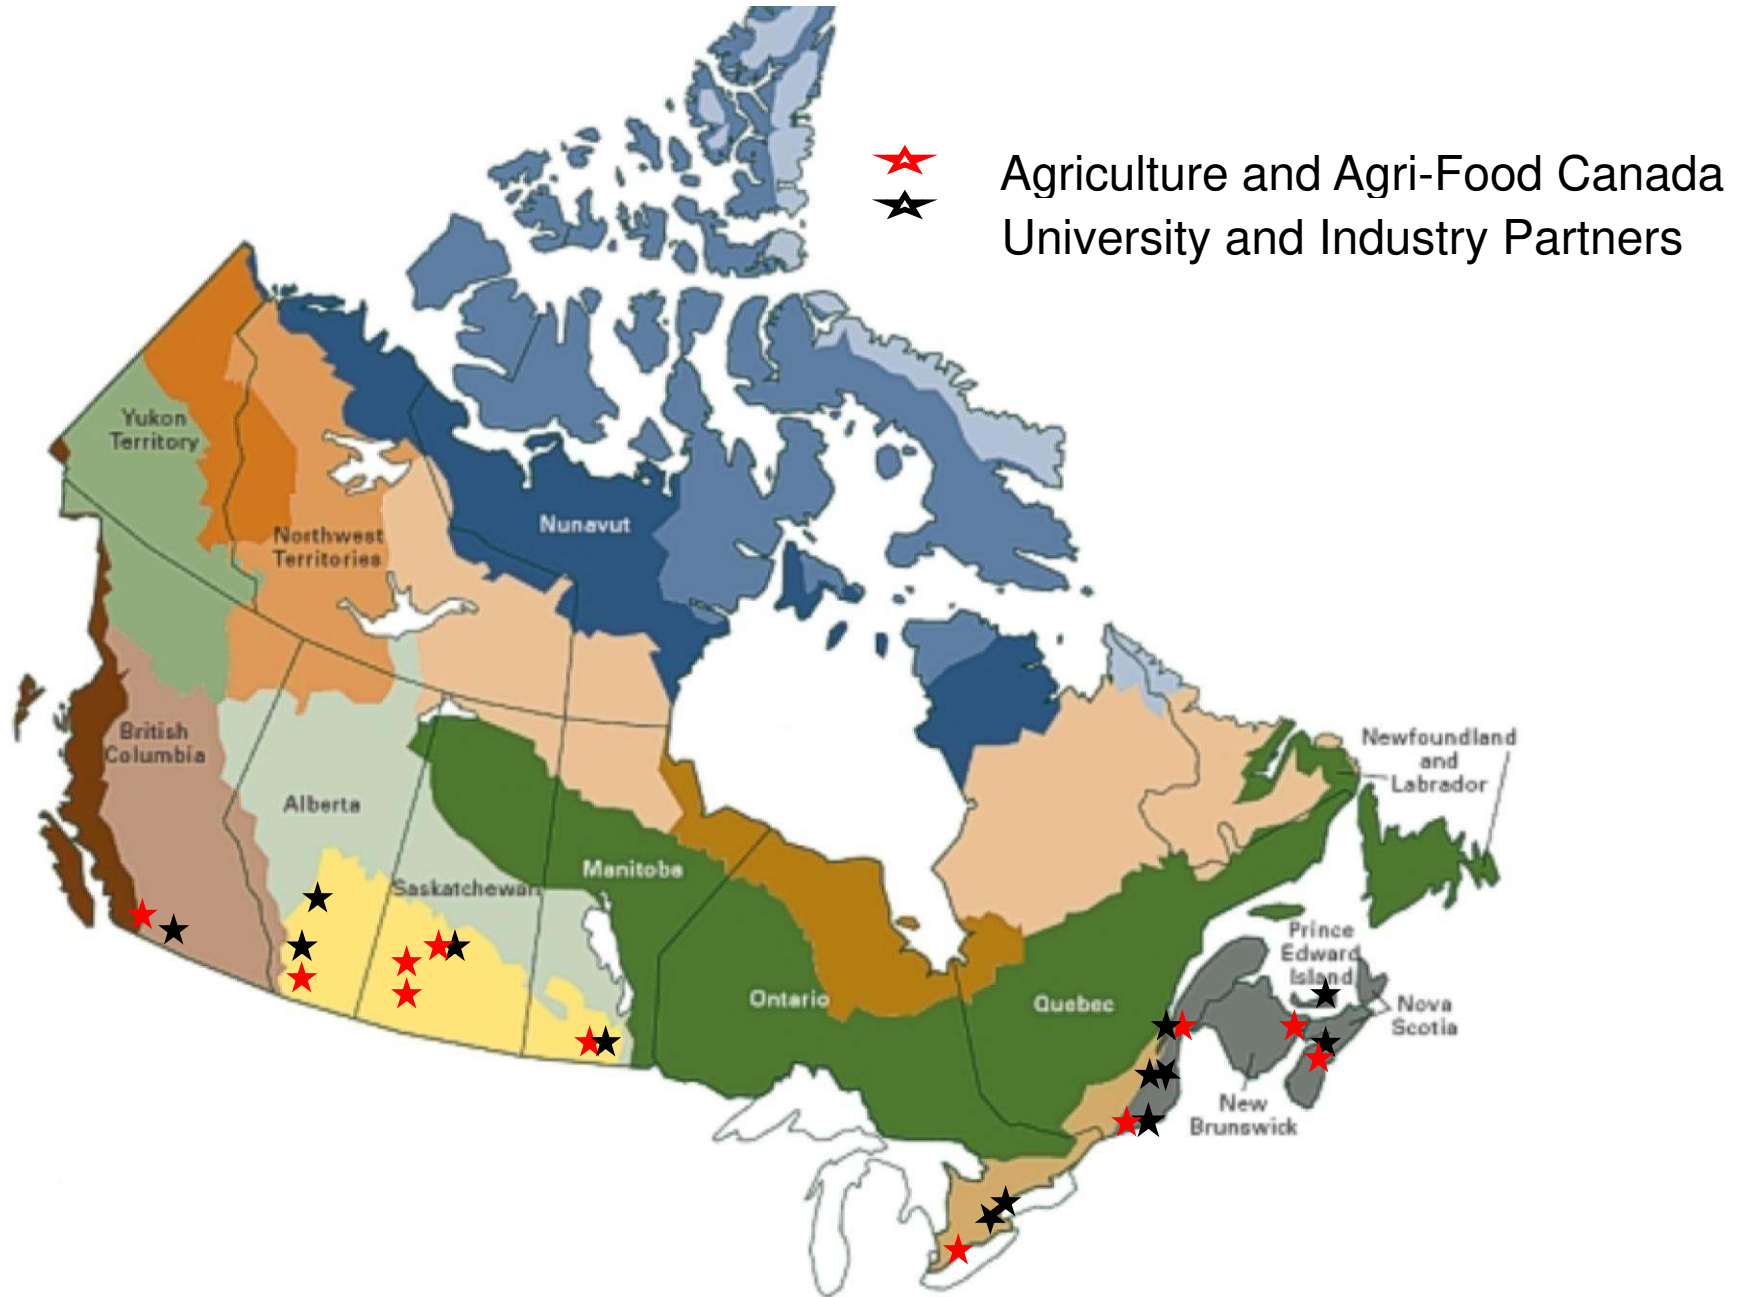 Agriculture and Agri-Food Canada
University and Industry Partners
Yukon
Territory
Northwest
Territories
Nunavut
British
Columbia
Alberta
Saskatchewan
Manitoba
Ontario
Quebec
Newfoundland
and
Labrador
Prince
Edward
Island
Nova
Scotia
New
Brunswick